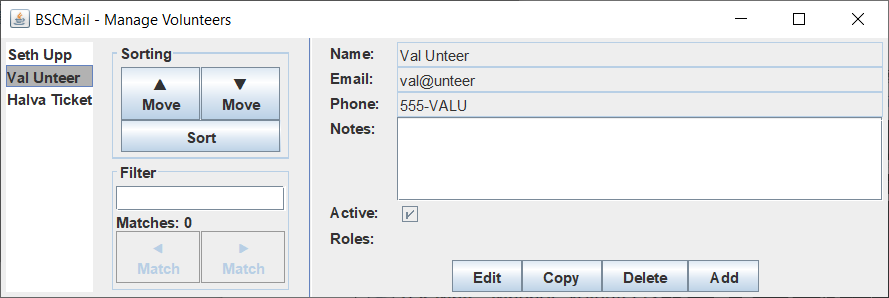 BSCMail - Manage Volunteers
Seth Upp
Val Unteer
Halva Ticket
Sorting
▲ ▼
Move Move
Sort
Filter
Matches: 0
◄ ►
Match Match
Name: Val Unteer
Email: val@unteer
Phone: 555-VALU
Notes:
Active:
Roles:
Edit Copy Delete Add